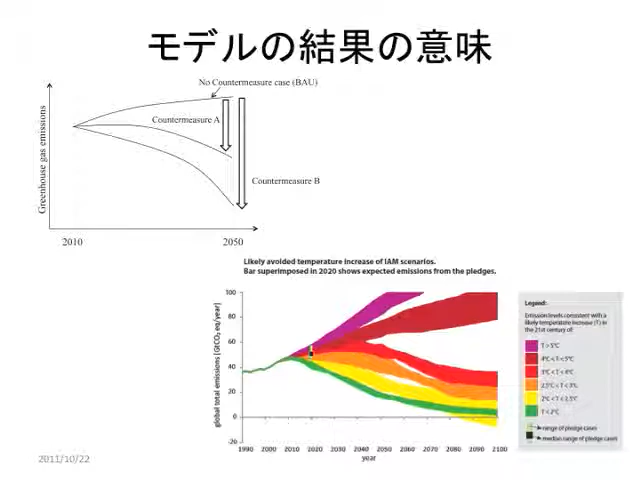 モデルの結果の意味
No Countermeasure case (BAU)
Countermeasure A
Countermeasure B
Greenhouse gas emissions
2010
2050
Likely avoided temperature increase of IAM scenarios.
Bar superimposed in 2020 shows expected emissions from the pledges.
global total emissions [GtCO₂ eq/year]
100
80
60
40
20
0
-20
1990 2000 2010 2020 2030 2040 2050 2060 2070 2080 2090 2100
year
Legend:
Emission levels consistent with a
likely temperature increase (T) in
the 21st century of:
T > 5°C
4°C < T < 5°C
3°C < T < 4°C
2.5°C < T < 3°C
2°C < T < 2.5°C
T < 2°C
range of pledge cases
median range of pledge cases
2011/10/22